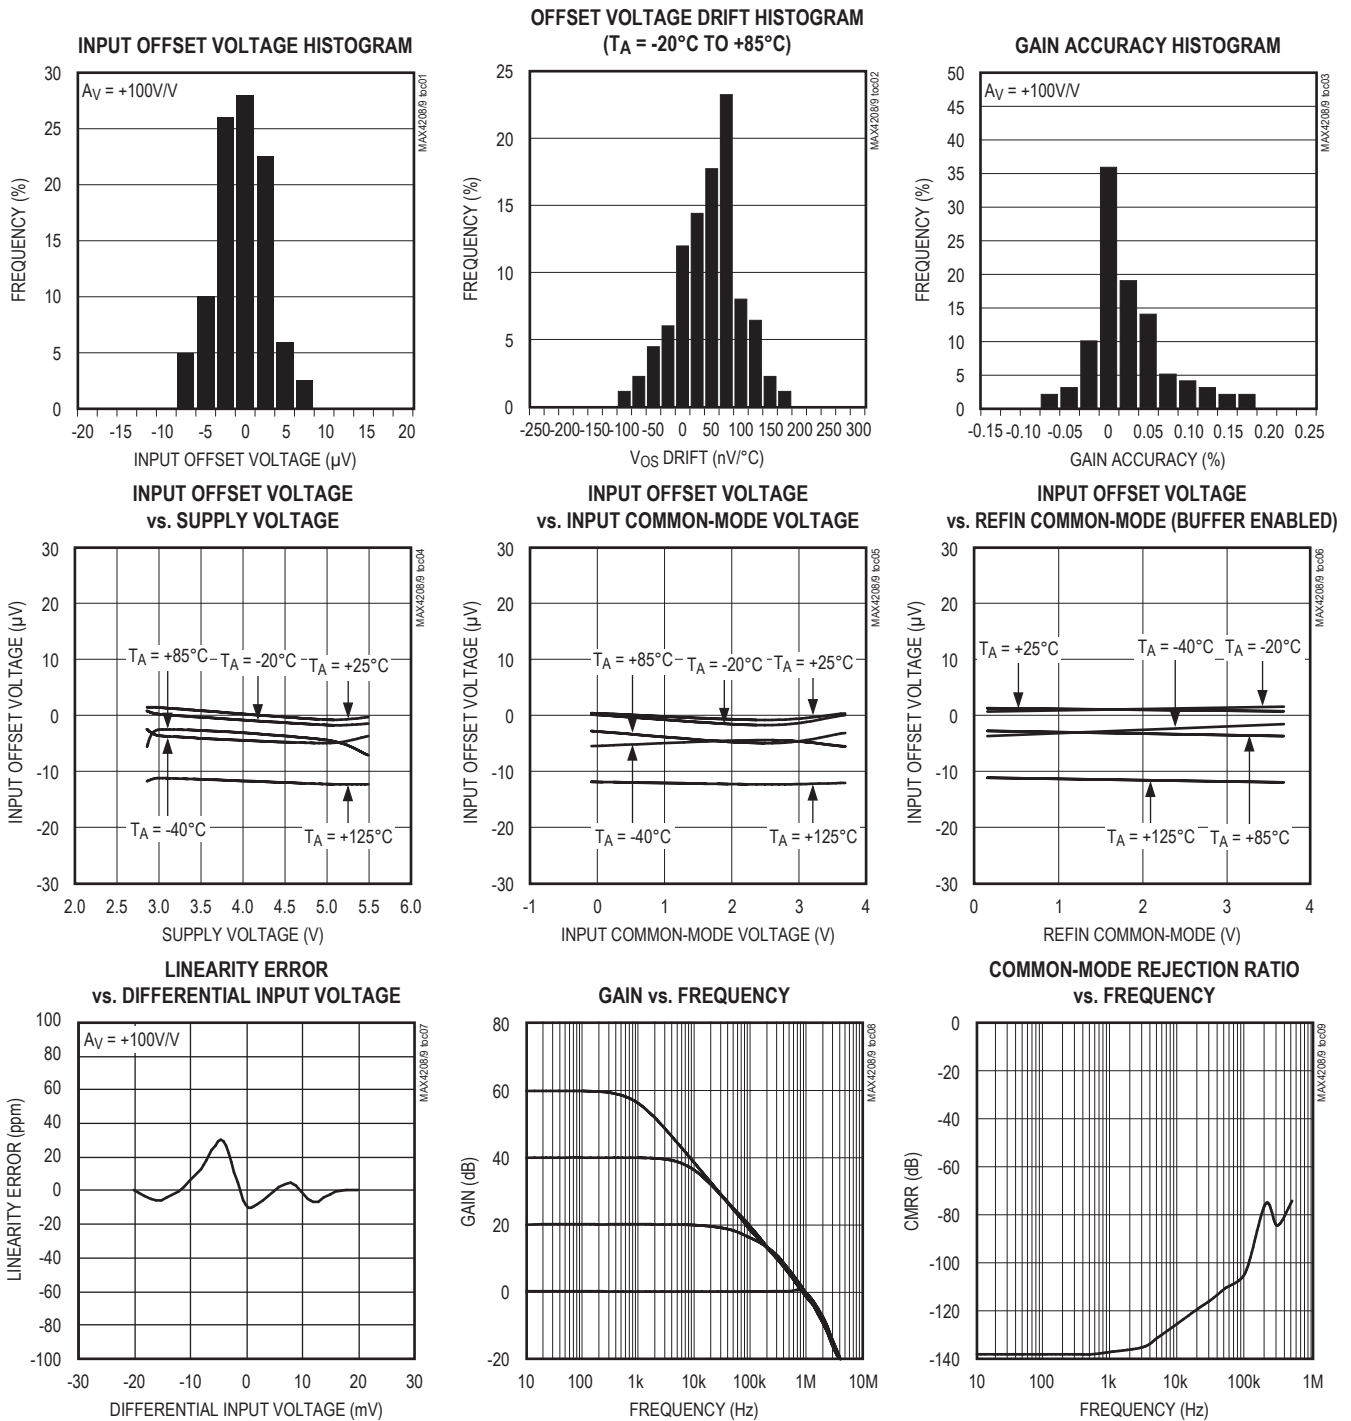 INPUT OFFSET VOLTAGE HISTOGRAM
30
25
20
15
10
5
0
FREQUENCY (%)
AV = +100V/V
MAX4208/9 toc01
-20 -15 -10 -5 0 5 10 15 20
INPUT OFFSET VOLTAGE (µV)
OFFSET VOLTAGE DRIFT HISTOGRAM
(TA = -20°C TO +85°C)
25
20
15
10
5
0
FREQUENCY (%)
MAX4208/9 toc02
-250-200-150-100 -50 0 50 100 150 200 250 300
VOS DRIFT (nV/°C)
GAIN ACCURACY HISTOGRAM
50
45
40
35
30
25
20
15
10
5
0
FREQUENCY (%)
AV = +100V/V
MAX4208/9 toc03
-0.15 -0.10 -0.05 0 0.05 0.10 0.15 0.20 0.25
GAIN ACCURACY (%)
INPUT OFFSET VOLTAGE
vs. SUPPLY VOLTAGE
30
20
10
0
-10
-20
-30
INPUT OFFSET VOLTAGE (µV)
MAX4208/9 toc04
TA = +85°C
TA = -20°C
TA = +25°C
TA = -40°C
TA = +125°C
2.0 2.5 3.0 3.5 4.0 4.5 5.0 5.5 6.0
SUPPLY VOLTAGE (V)
INPUT OFFSET VOLTAGE
vs. INPUT COMMON-MODE VOLTAGE
30
20
10
0
-10
-20
-30
INPUT OFFSET VOLTAGE (µV)
MAX4208/9 toc05
TA = +85°C
TA = -20°C
TA = +25°C
TA = -40°C
TA = +125°C
-1 0 1 2 3 4
INPUT COMMON-MODE VOLTAGE (V)
INPUT OFFSET VOLTAGE
vs. REFIN COMMON-MODE (BUFFER ENABLED)
30
20
10
0
-10
-20
-30
INPUT OFFSET VOLTAGE (µV)
MAX4208/9 toc06
TA = +25°C
TA = -40°C
TA = -20°C
TA = +125°C
TA = +85°C
0 1 2 3 4
REFIN COMMON-MODE (V)
LINEARITY ERROR
vs. DIFFERENTIAL INPUT VOLTAGE
100
80
60
40
20
0
-20
-40
-60
-80
-100
LINEARITY ERROR (ppm)
AV = +100V/V
MAX4208/9 toc07
-30 -20 -10 0 10 20 30
DIFFERENTIAL INPUT VOLTAGE (mV)
GAIN vs. FREQUENCY
80
60
40
20
0
-20
GAIN (dB)
MAX4208/9 toc08
10 100 1k 10k 100k 1M 10M
FREQUENCY (Hz)
COMMON-MODE REJECTION RATIO
vs. FREQUENCY
0
-20
-40
-60
-80
-100
-120
-140
CMRR (dB)
MAX4208/9 toc09
10 100 1k 10k 100k 1M
FREQUENCY (Hz)